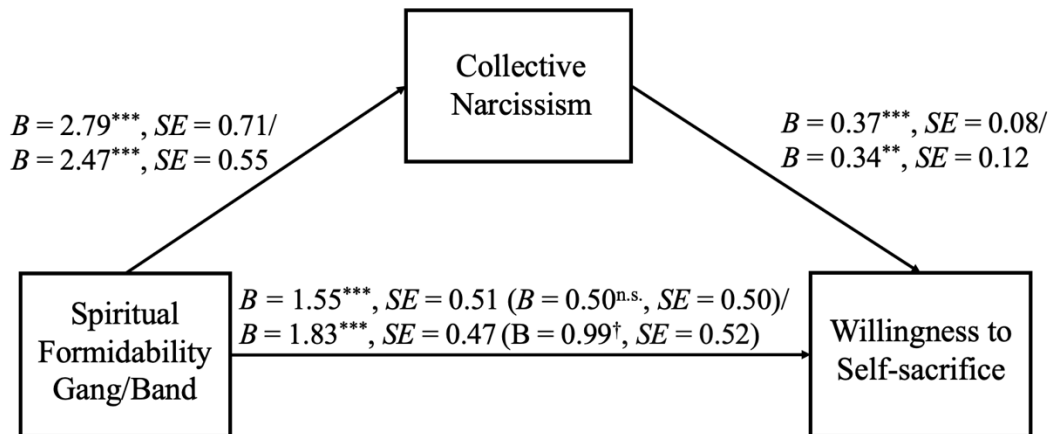 Collective
Narcissism
B = 2.79***, SE = 0.71/
B = 2.47***, SE = 0.55
B = 0.37***, SE = 0.08/
B = 0.34**, SE = 0.12
Spiritual
Formidability
Gang/Band
B = 1.55***, SE = 0.51 (B = 0.50n.s., SE = 0.50)/
B = 1.83***, SE = 0.47 (B = 0.99†, SE = 0.52)
Willingness to
Self-sacrifice